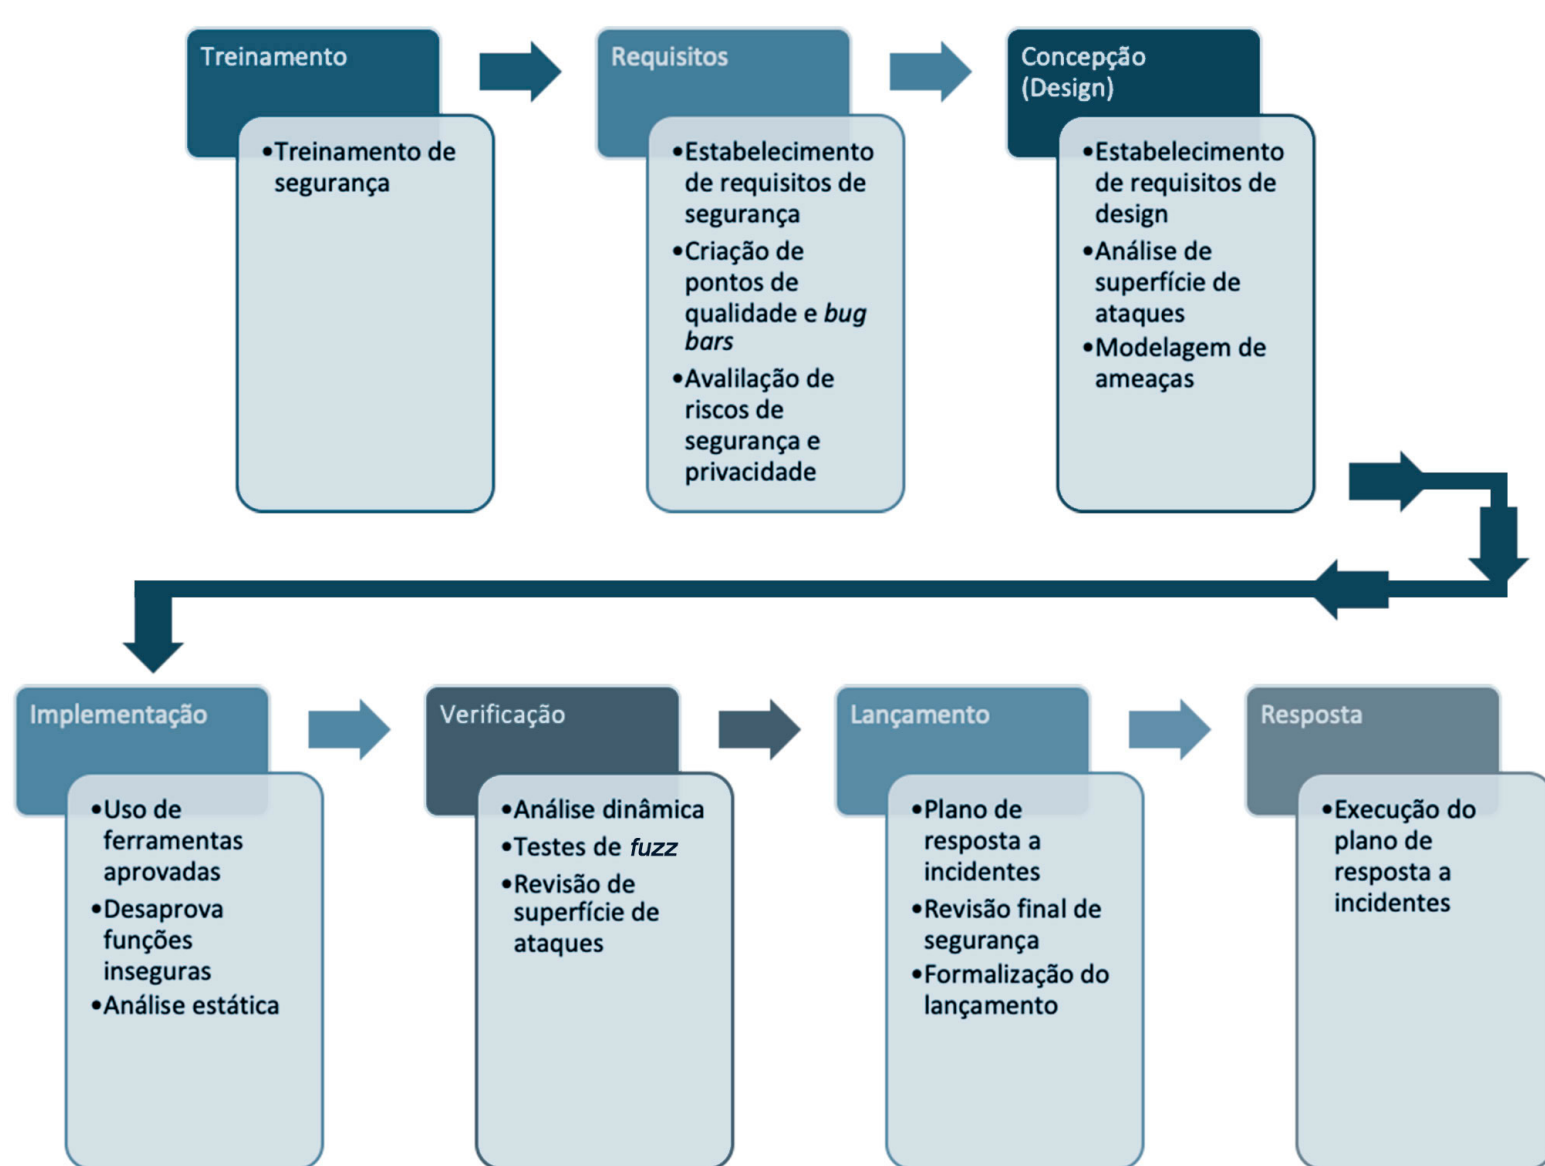 Treinamento
•Treinamento de
segurança
Requisitos
•Estabelecimento
de requisitos de
segurança
•Criação de
pontos de
qualidade e bug
bars
•Avalilação de
riscos de
segurança e
privacidade
Concepção
(Design)
•Estabelecimento
de requisitos de
design
•Análise de
superfície de
ataques
•Modelagem de
ameaças
Implementação
•Uso de
ferramentas
aprovadas
•Desaprova
funções
inseguras
•Análise estática
Verificação
•Análise dinâmica
•Testes de fuzz
•Revisão de
superfície de
ataques
Lançamento
•Plano de
resposta a
incidentes
•Revisão final de
segurança
•Formalização do
lançamento
Resposta
•Execução do
plano de
resposta a
incidentes